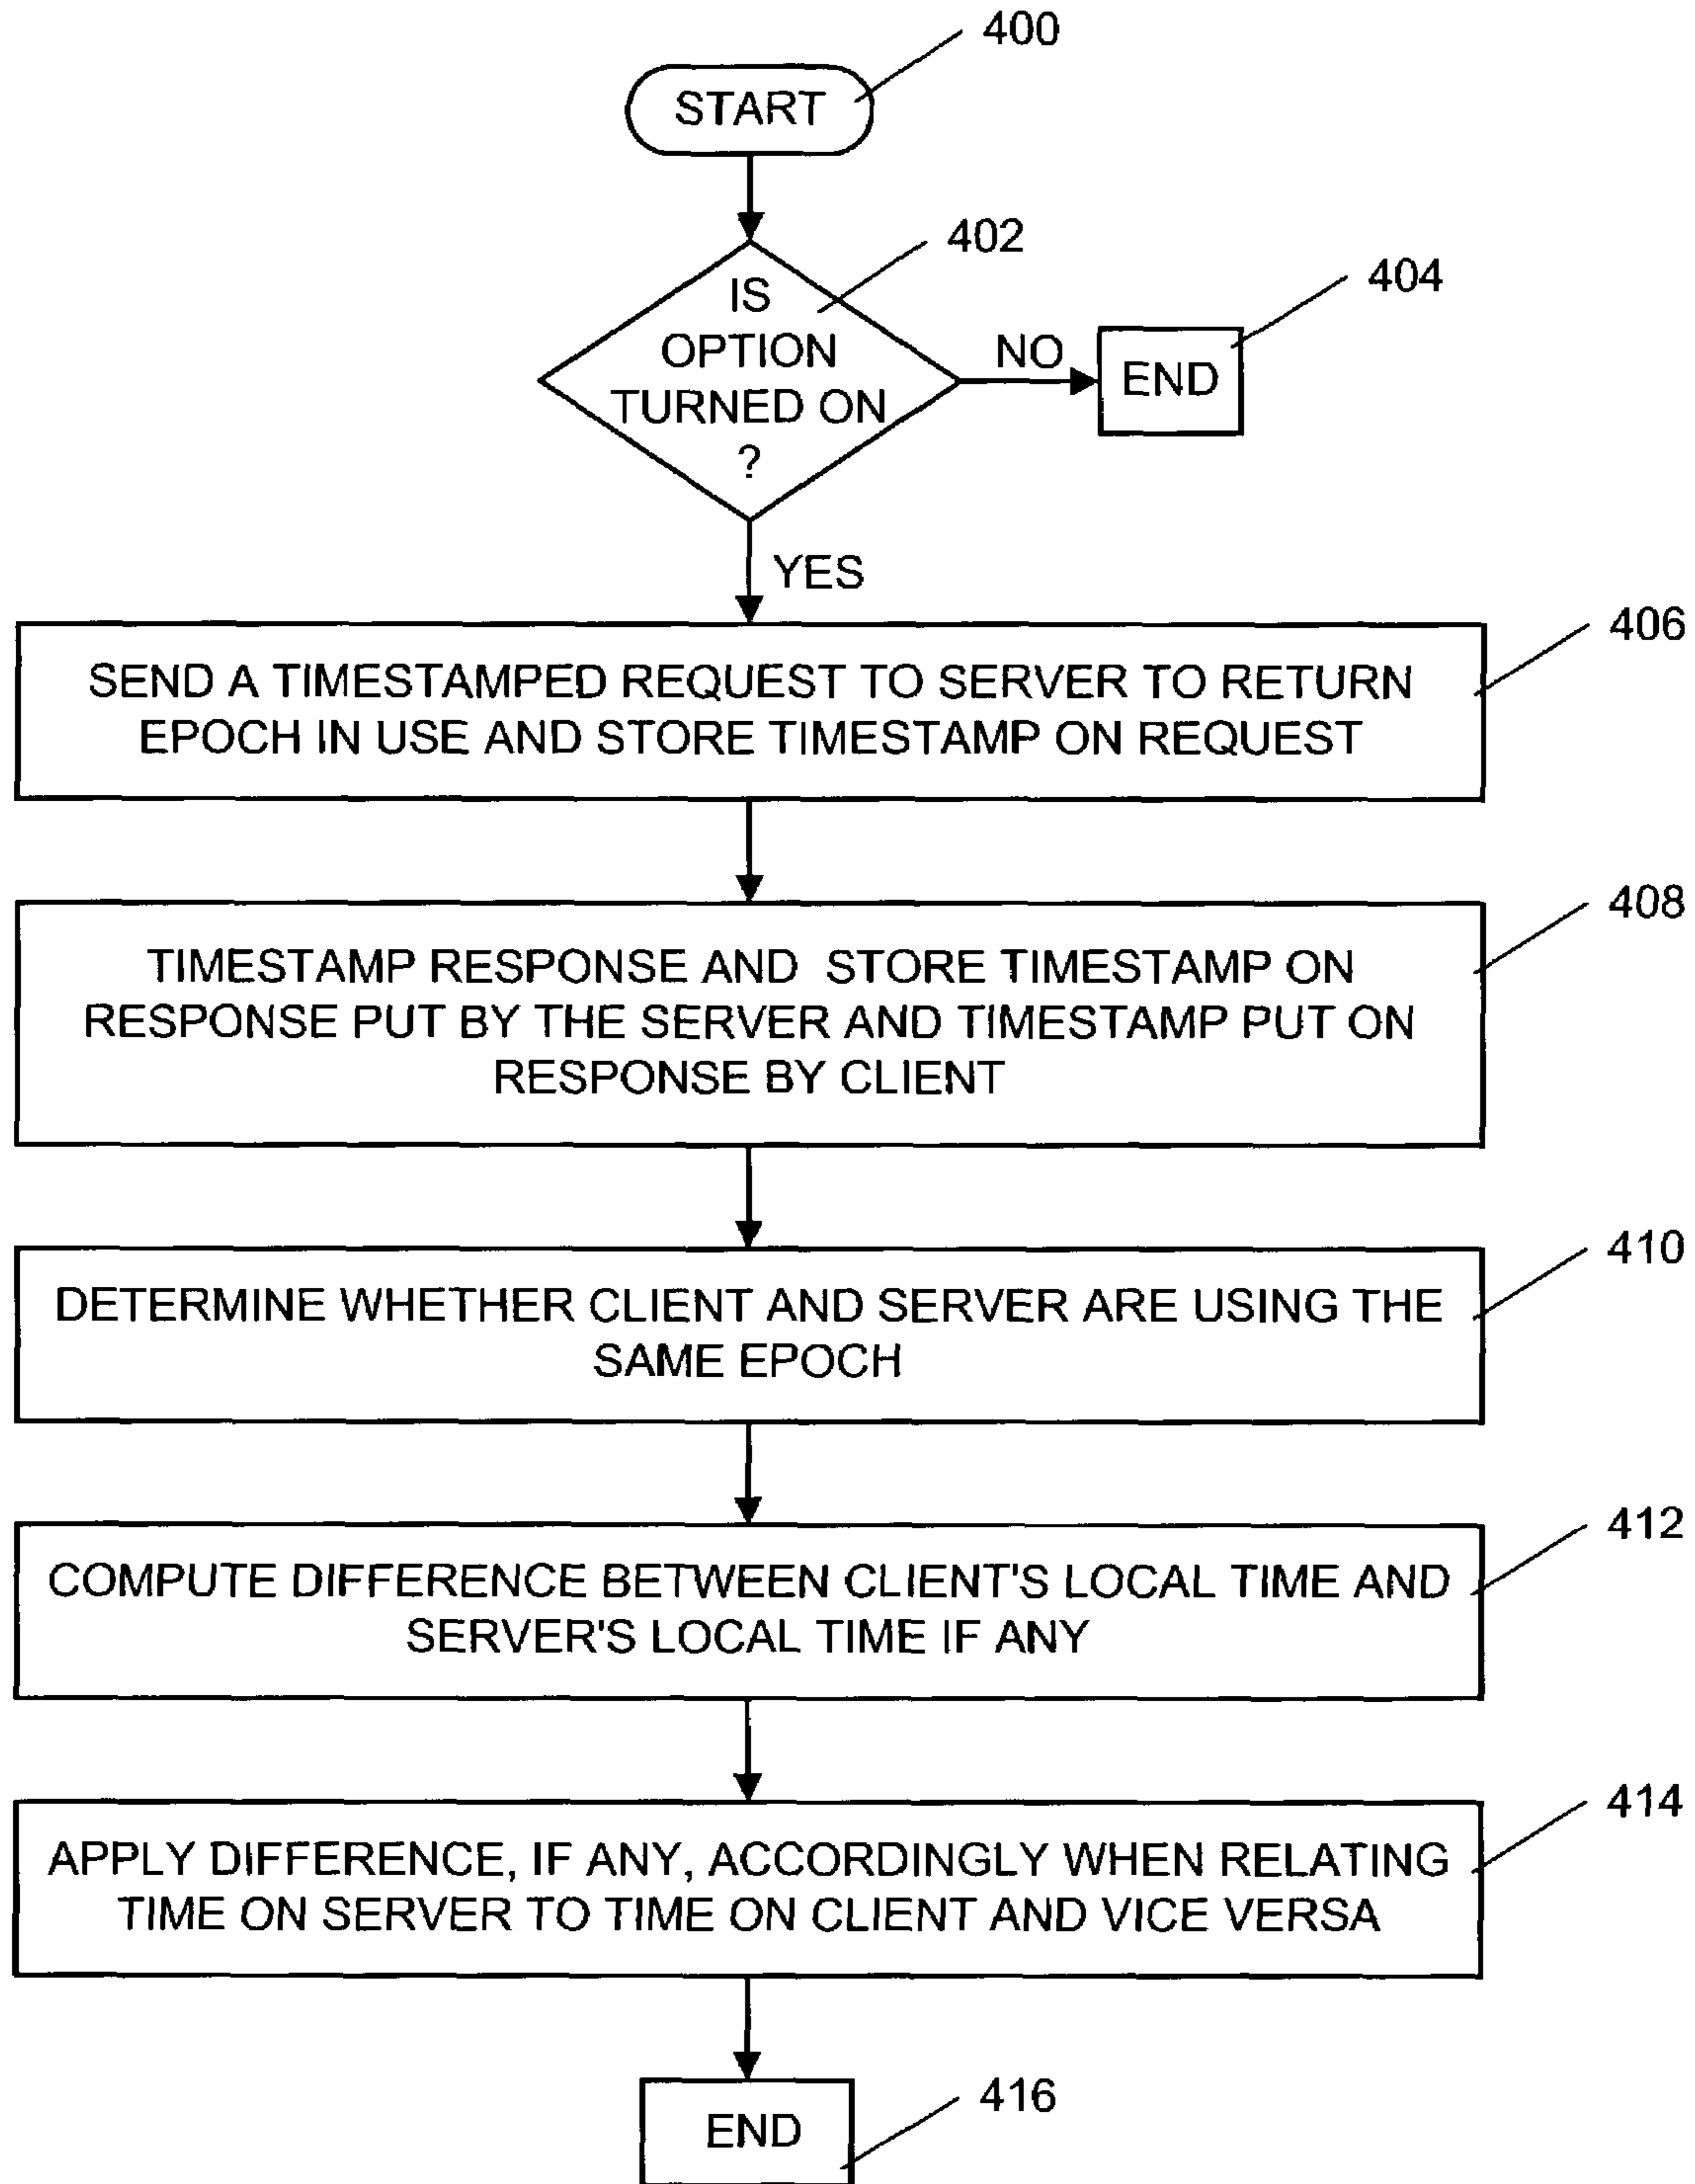 400
START
402
IS
OPTION
TURNED ON
?
NO
404
END
YES
406
SEND A TIMESTAMPED REQUEST TO SERVER TO RETURN
EPOCH IN USE AND STORE TIMESTAMP ON REQUEST
408
TIMESTAMP RESPONSE AND STORE TIMESTAMP ON
RESPONSE PUT BY THE SERVER AND TIMESTAMP PUT ON
RESPONSE BY CLIENT
410
DETERMINE WHETHER CLIENT AND SERVER ARE USING THE
SAME EPOCH
412
COMPUTE DIFFERENCE BETWEEN CLIENT'S LOCAL TIME AND
SERVER'S LOCAL TIME IF ANY
414
APPLY DIFFERENCE, IF ANY, ACCORDINGLY WHEN RELATING
TIME ON SERVER TO TIME ON CLIENT AND VICE VERSA
416
END